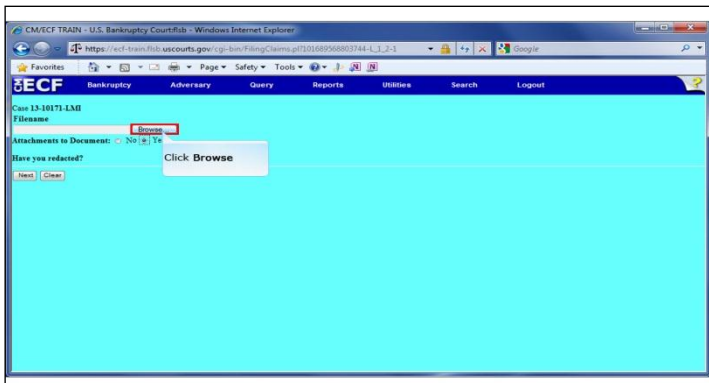 CM/ECF TRAIN - U.S. Bankruptcy Court:flsb - Windows Internet Explorer
https://ecf-train.flsb.uscourts.gov/cgi-bin/FilingClaims.pl?101689568803744-L_1_2-1
Google
Favorites Page Safety Tools
ECF Bankruptcy Adversary Query Reports Utilities Search Logout
Case 13-10171-LMI
Filename
Browse...
Attachments to Document: No Ye
Click Browse
Have you redacted?
Next Clear